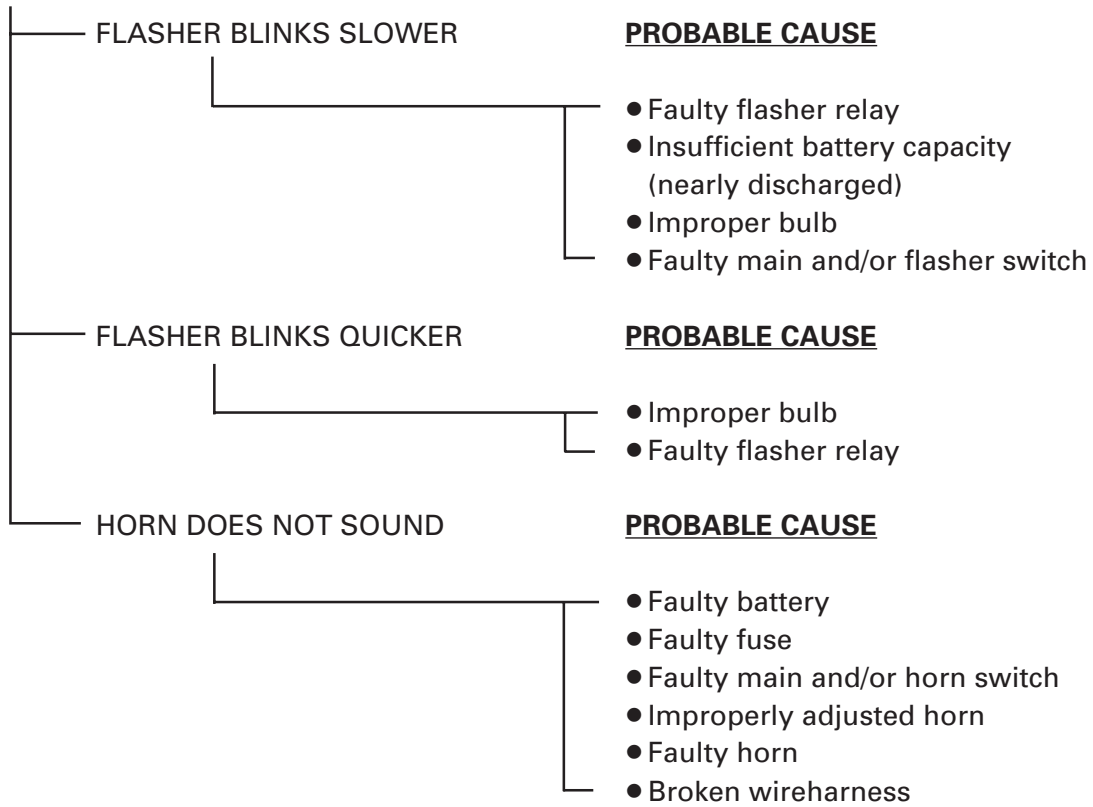 FLASHER BLINKS SLOWER PROBABLE CAUSE
● Faulty flasher relay
● Insufficient battery capacity
(nearly discharged)
● Improper bulb
● Faulty main and/or flasher switch
FLASHER BLINKS QUICKER PROBABLE CAUSE
● Improper bulb
● Faulty flasher relay
HORN DOES NOT SOUND PROBABLE CAUSE
● Faulty battery
● Faulty fuse
● Faulty main and/or horn switch
● Improperly adjusted horn
● Faulty horn
● Broken wireharness